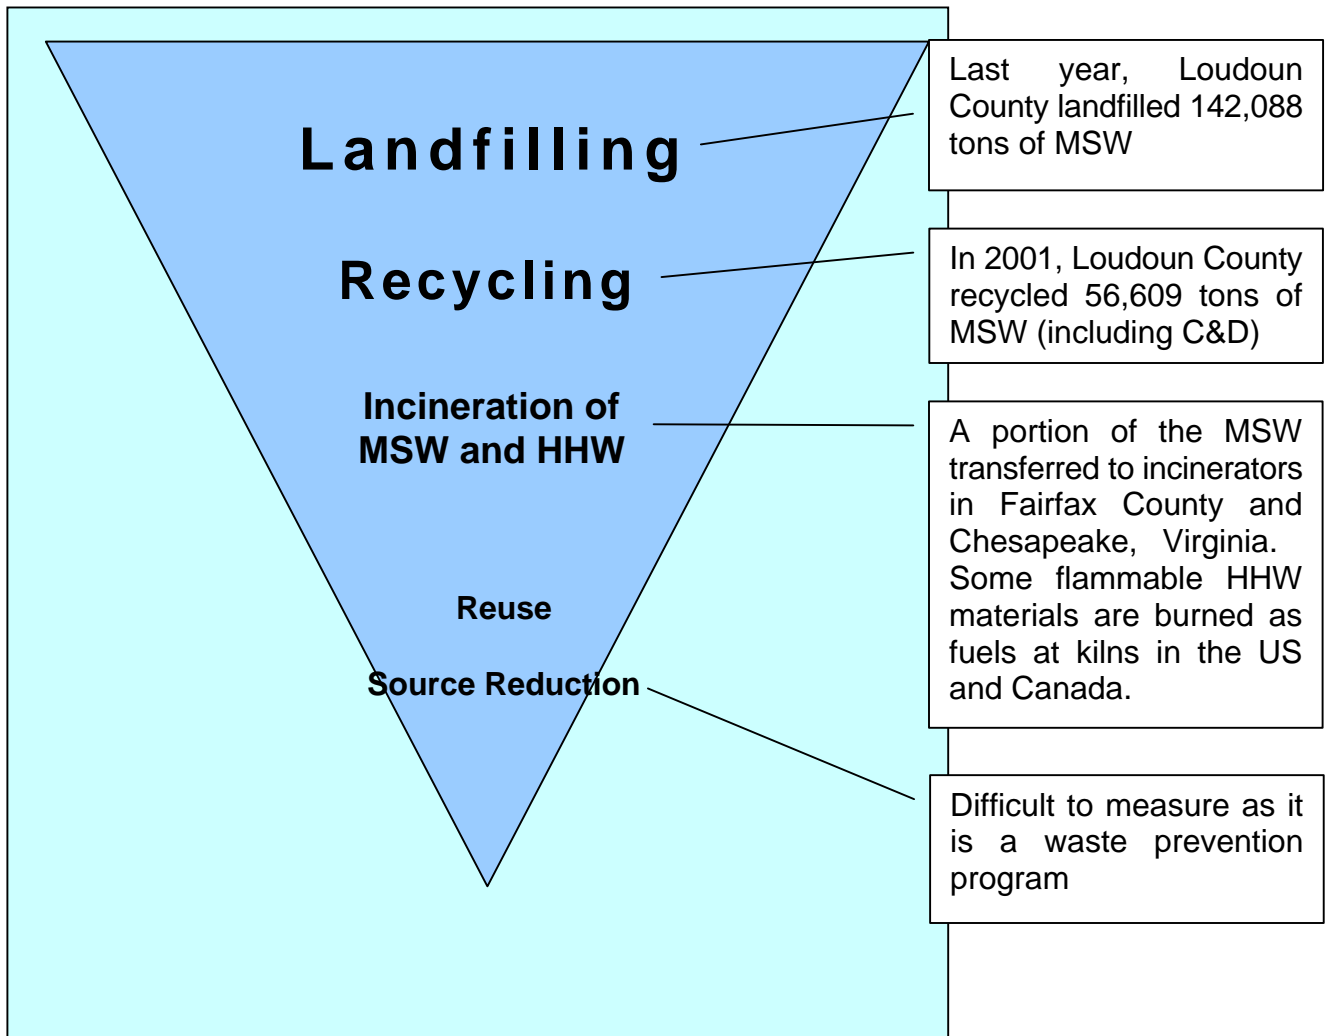 Landfilling
Last year, Loudoun
County landfilled 142,088
tons of MSW
Recycling
In 2001, Loudoun County
recycled 56,609 tons of
MSW (including C&D)
Incineration of
MSW and HHW
A portion of the MSW
transferred to incinerators
in Fairfax County and
Chesapeake, Virginia.
Some flammable HHW
materials are burned as
fuels at kilns in the US
and Canada.
Reuse
Source Reduction
Difficult to measure as it
is a waste prevention
program